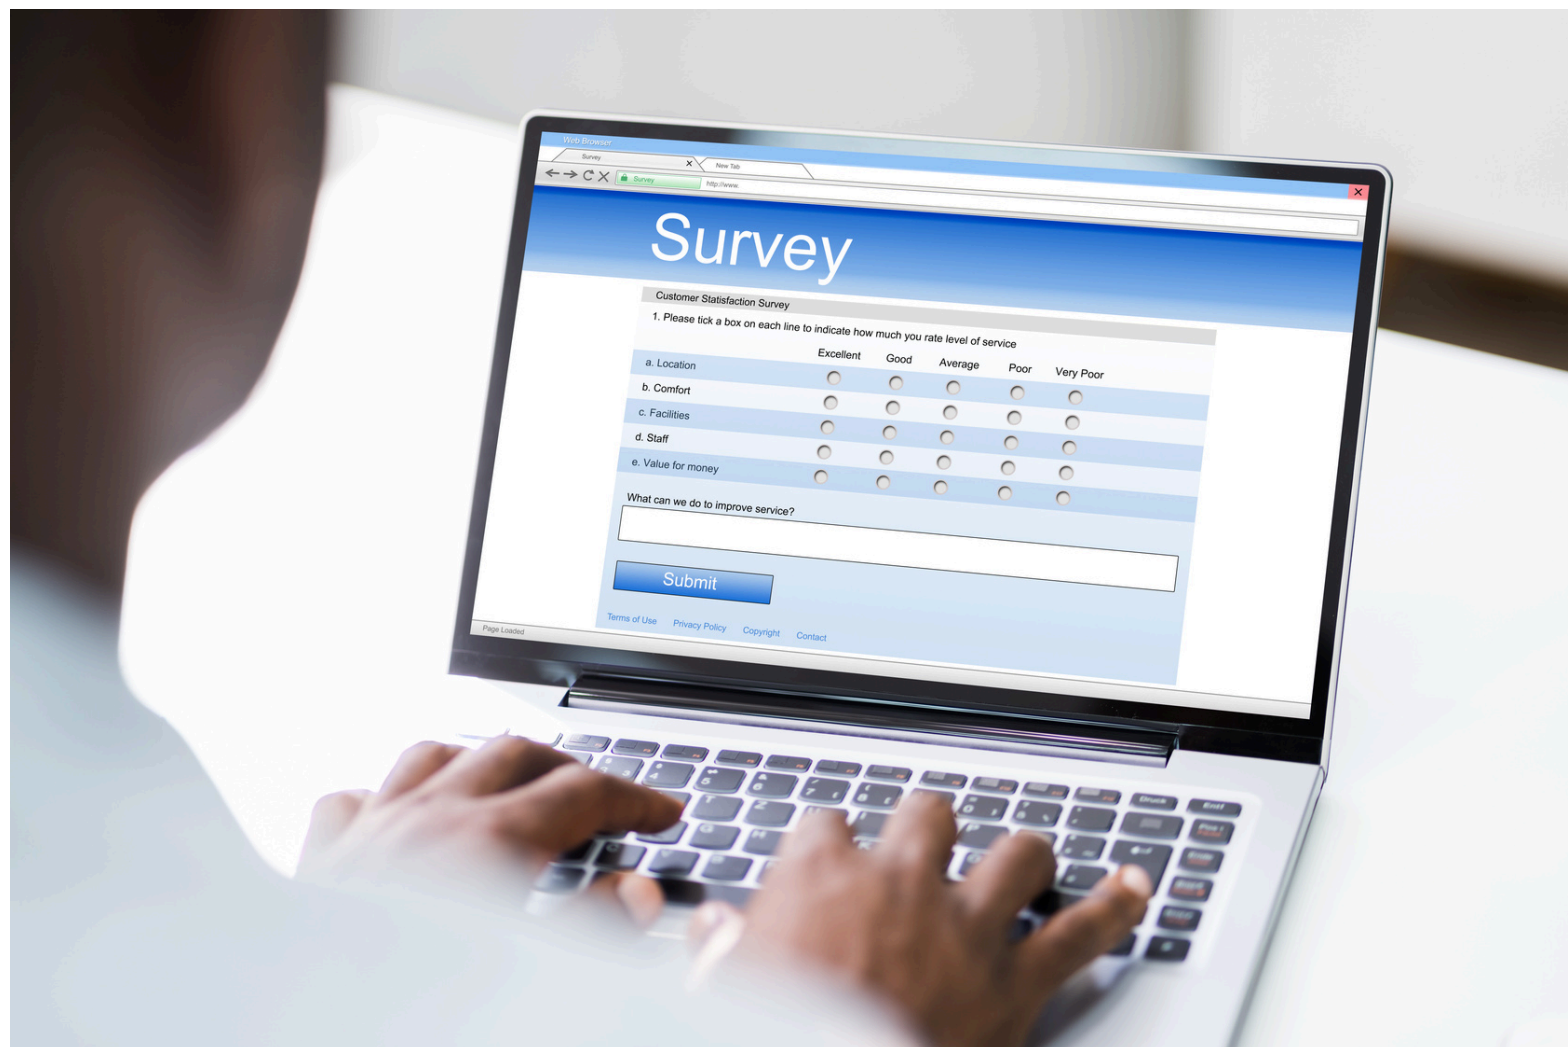 Web Browser
Survey
New Tab
Survey
http://www.
Survey
Customer Statisfaction Survey
1. Please tick a box on each line to indicate how much you rate level of service
Excellent Good Average Poor Very Poor
a. Location
b. Comfort
c. Facilities
d. Staff
e. Value for money
What can we do to improve service?
Submit
Terms of Use Privacy Policy Copyright Contact
Page Loaded